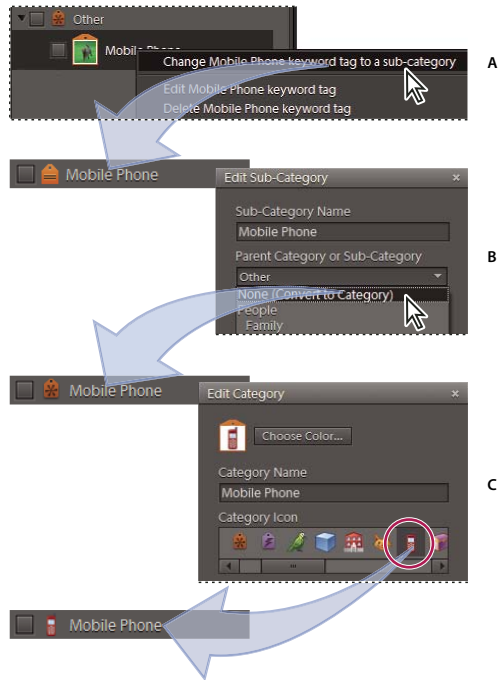 Other
Mobile Phone
Change Mobile Phone keyword tag to a sub-category
A
Edit Mobile Phone keyword tag
Delete Mobile Phone keyword tag
Mobile Phone
Edit Sub-Category
×
Sub-Category Name
Mobile Phone
Parent Category or Sub-Category
B
Other
None (Convert to Category)
People
Family
Mobile Phone
Edit Category
×
Choose Color...
Category Name
C
Mobile Phone
Category Icon
Mobile Phone